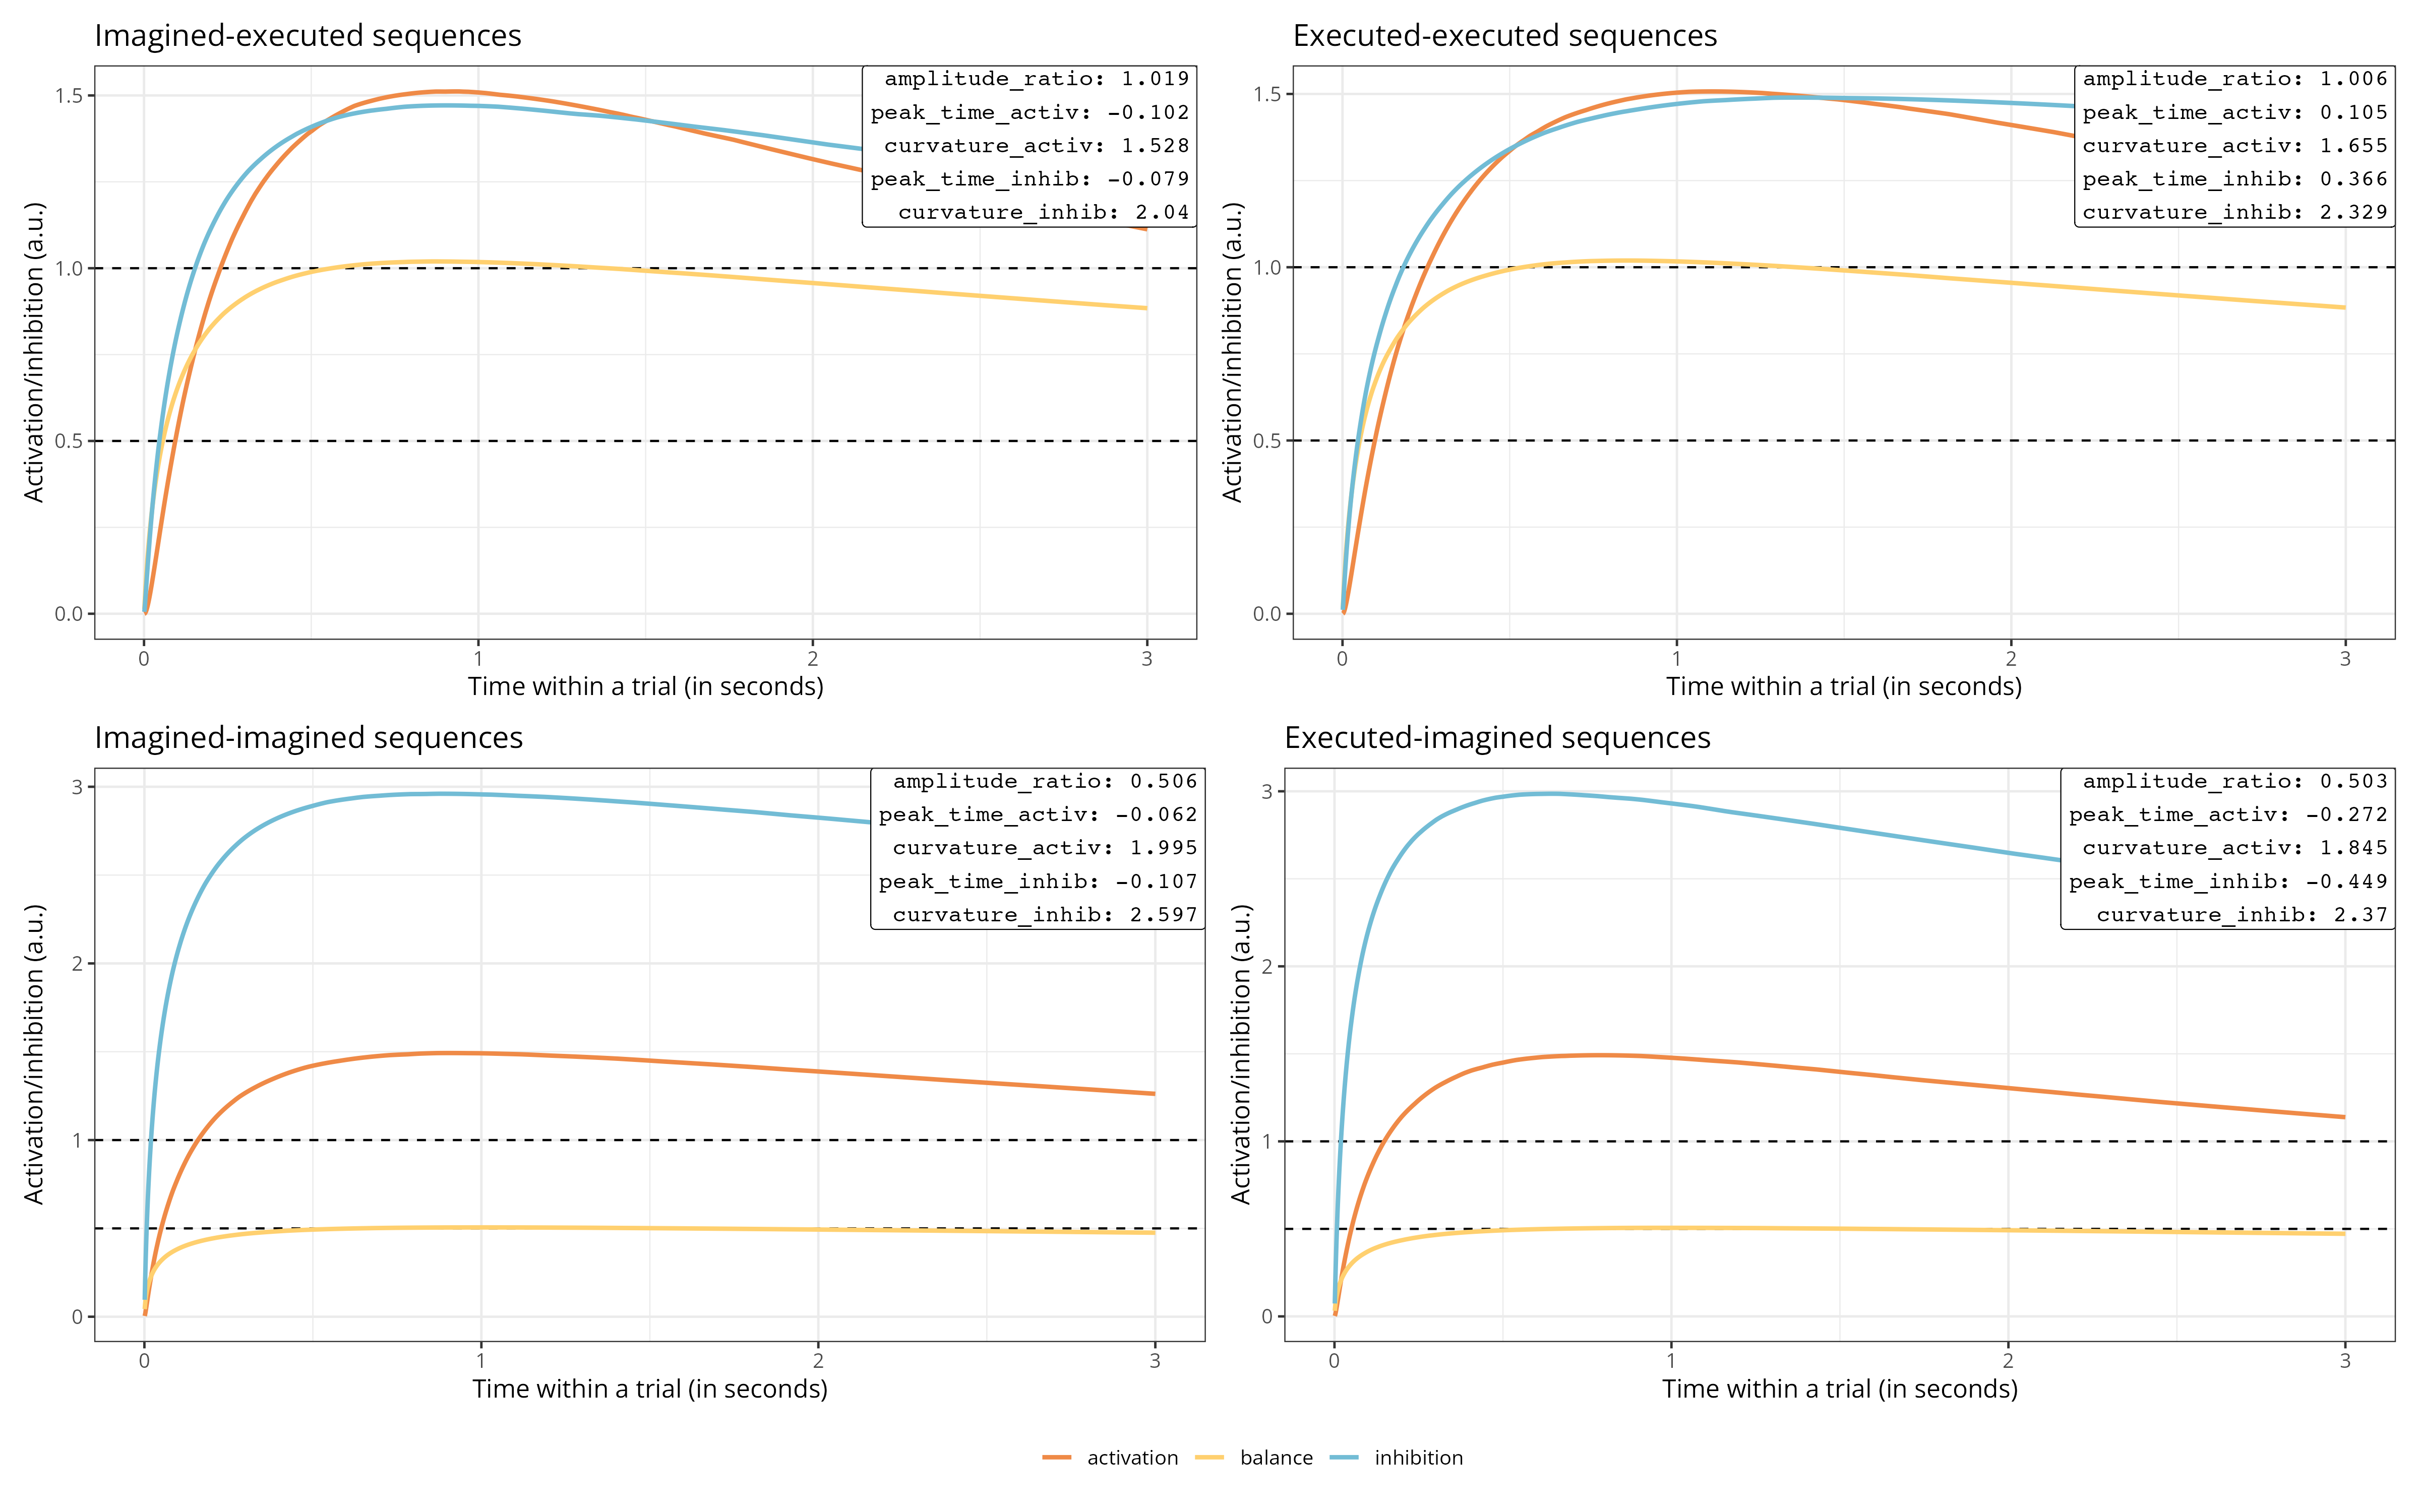 Imagined-executed sequences
Activation/inhibition (a.u.)
1.5
1.0
0.5
0.0
amplitude_ratio: 1.019
peak_time_activ: -0.102
curvature_activ: 1.528
peak_time_inhib: -0.079
curvature_inhib: 2.04
0 1 2 3
Time within a trial (in seconds)
Executed-executed sequences
Activation/inhibition (a.u.)
1.5
1.0
0.5
0.0
amplitude_ratio: 1.006
peak_time_activ: 0.105
curvature_activ: 1.655
peak_time_inhib: 0.366
curvature_inhib: 2.329
0 1 2 3
Time within a trial (in seconds)
Imagined-imagined sequences
Activation/inhibition (a.u.)
3
2
1
0
amplitude_ratio: 0.506
peak_time_activ: -0.062
curvature_activ: 1.995
peak_time_inhib: -0.107
curvature_inhib: 2.597
0 1 2 3
Time within a trial (in seconds)
Executed-imagined sequences
Activation/inhibition (a.u.)
3
2
1
0
amplitude_ratio: 0.503
peak_time_activ: -0.272
curvature_activ: 1.845
peak_time_inhib: -0.449
curvature_inhib: 2.37
0 1 2 3
Time within a trial (in seconds)
activation balance inhibition